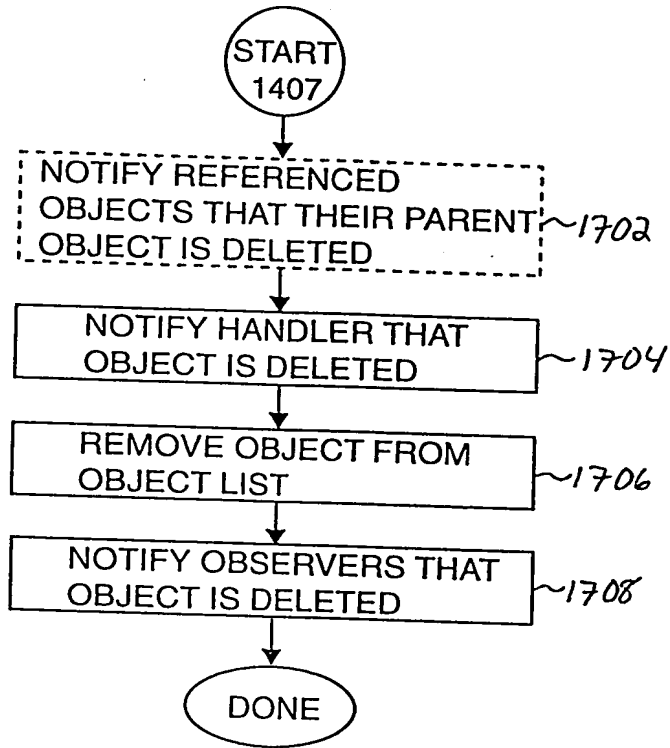 START
1407
NOTIFY REFERENCED
OBJECTS THAT THEIR PARENT
OBJECT IS DELETED
~1702
NOTIFY HANDLER THAT
OBJECT IS DELETED
~1704
REMOVE OBJECT FROM
OBJECT LIST
~1706
NOTIFY OBSERVERS THAT
OBJECT IS DELETED
~1708
DONE